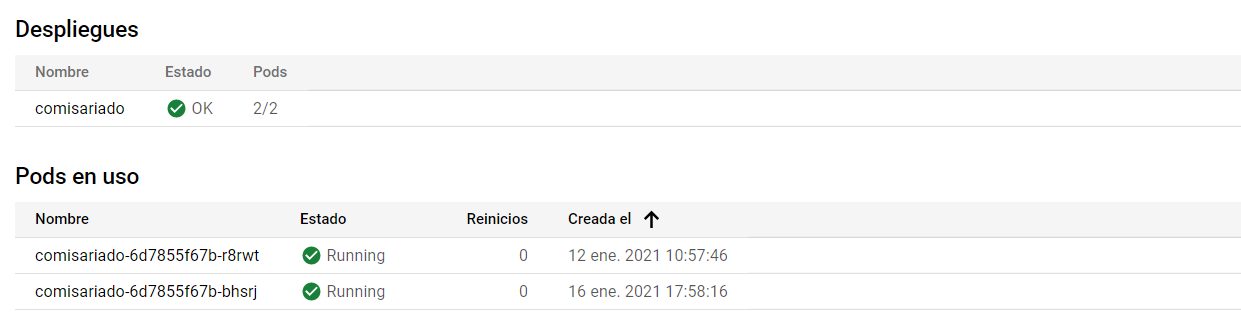 Despliegues
Nombre Estado Pods
comisariado OK 2/2
Pods en uso
Nombre Estado Reinicios Creada el
comisariado-6d7855f67b-r8rwt Running 0 12 ene. 2021 10:57:46
comisariado-6d7855f67b-bhsrj Running 0 16 ene. 2021 17:58:16